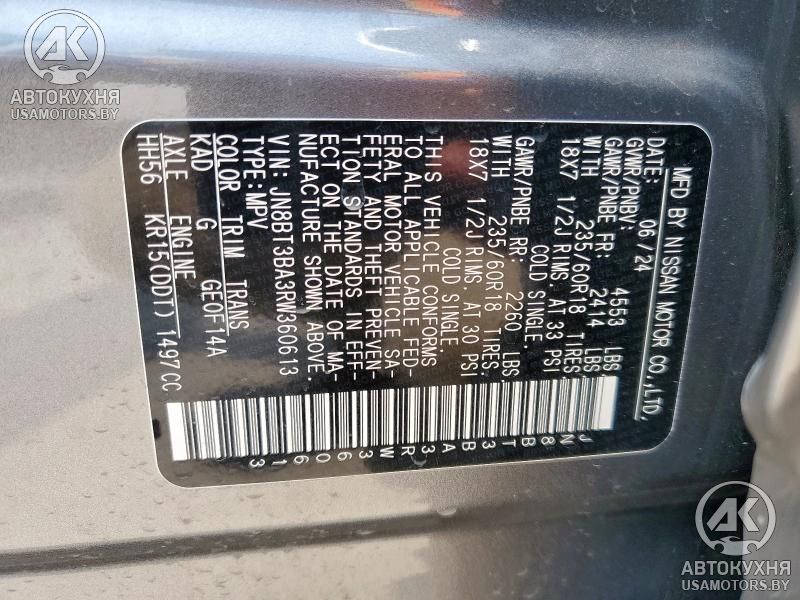 АК
АВТОКУХНЯ
USAMOTORS.BY
MFD BY NISSAN MOTOR CO.,LTD.
DATE: 06/24
GVWR/PNBV: 4553 LBS
GAWR/PNBE FR: 2414 LBS
WITH 235/60R18 TIRES
18X7 1/2J RIMS. AT 33 PSI
COLD SINGLE.
GAWR/PNBE RR: 2260 LBS
WITH 235/60R18 TIRES
18X7 1/2J RIMS. AT 30 PSI
COLD SINGLE.
THIS VEHICLE CONFORMS
TO ALL APPLICABLE FED-
ERAL MOTOR VEHICLE SA-
FETY AND THEFT PREVEN-
TION STANDARDS IN EFF-
ECT ON THE DATE OF MA-
NUFACTURE SHOWN ABOVE.
VIN: JN8BT3BA3RW360613
TYPE: MPV
COLOR TRIM TRANS
KAD G GE0F14A
AXLE ENGINE
HH56 KR15(DDT) 1497CC
JN8BT3BA3RW360613
АК
АВТОКУХНЯ
USAMOTORS.BY